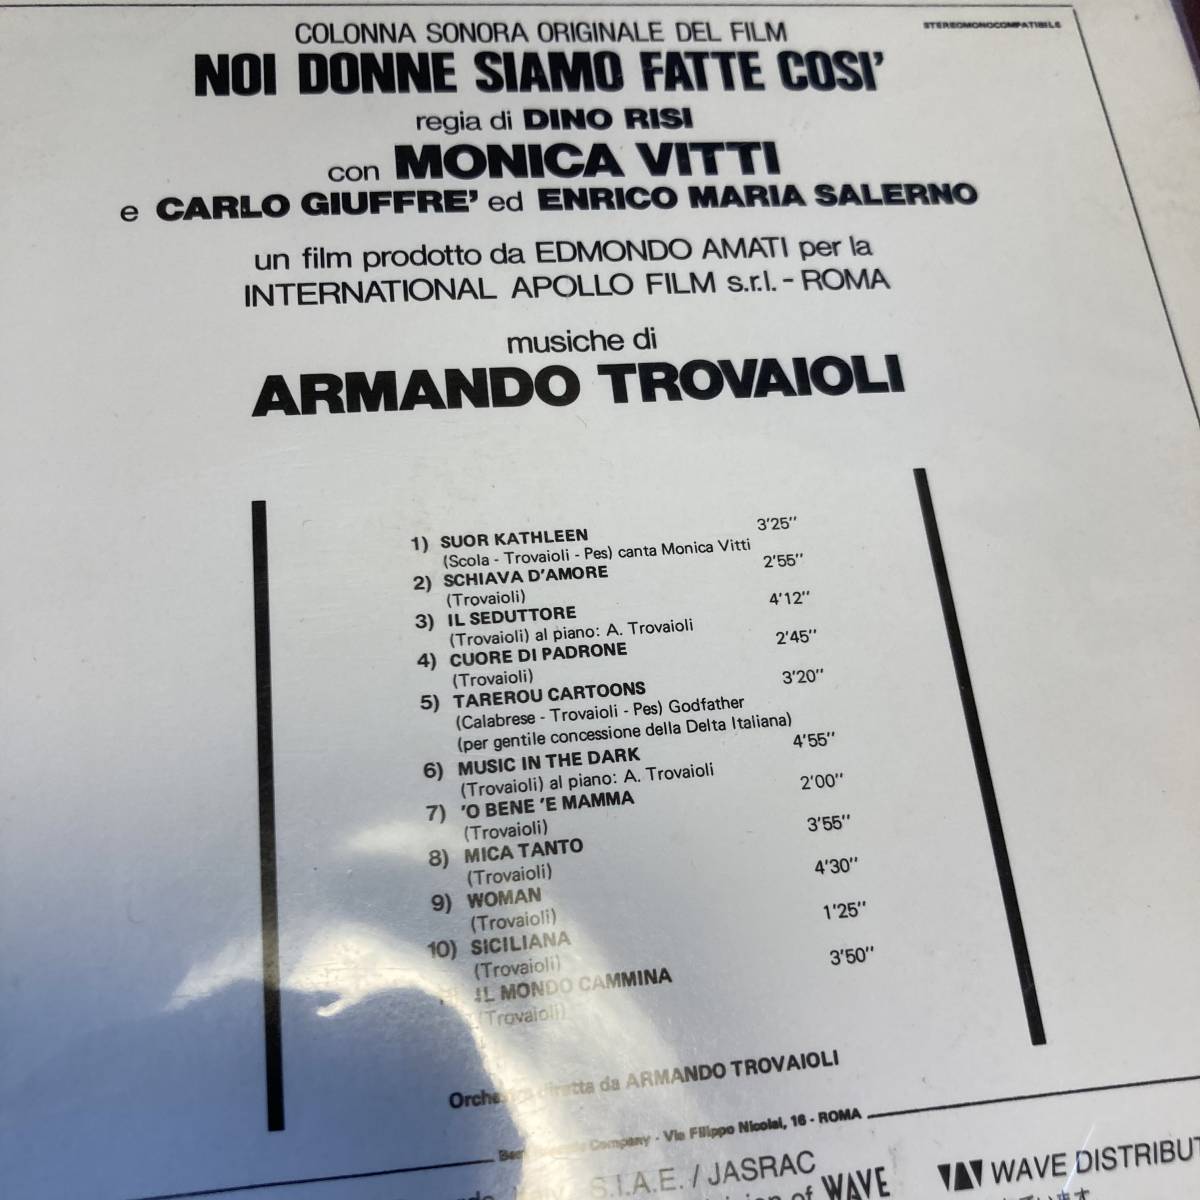 COLONNA SONORA ORIGINALE DEL FILM
STEREOMONOCOMPATIBILE
NOI DONNE SIAMO FATTE COSI'
regia di DINO RISI
con MONICA VITTI
e CARLO GIUFFRE' ed ENRICO MARIA SALERNO
un film prodotto da EDMONDO AMATI per la
INTERNATIONAL APOLLO FILM s.r.l. - ROMA
musiche di
ARMANDO TROVAIOLI
1) SUOR KATHLEEN 3'25"
(Scola - Trovaioli - Pes) canta Monica Vitti
2) SCHIAVA D'AMORE 2'55"
(Trovaioli)
3) IL SEDUTTORE 4'12"
(Trovaioli) al piano: A. Trovaioli
4) CUORE DI PADRONE 2'45"
(Trovaioli)
5) TAREROU CARTOONS 3'20"
(Calabrese - Trovaioli - Pes) Godfather
(per gentile concessione della Delta Italiana)
6) MUSIC IN THE DARK 4'55"
(Trovaioli) al piano: A. Trovaioli
7) 'O BENE 'E MAMMA 2'00"
(Trovaioli)
8) MICA TANTO 3'55"
(Trovaioli)
9) WOMAN 4'30"
(Trovaioli)
10) SICILIANA 1'25"
(Trovaioli)
IL MONDO CAMMINA 3'50"
(Trovaioli)
da ARMANDO TROVAIOLI
Company - Via Filippo Nicolai, 16 - ROMA
S.I.A.E. / JASRAC
of WAVE
WAVE DISTRIBUT